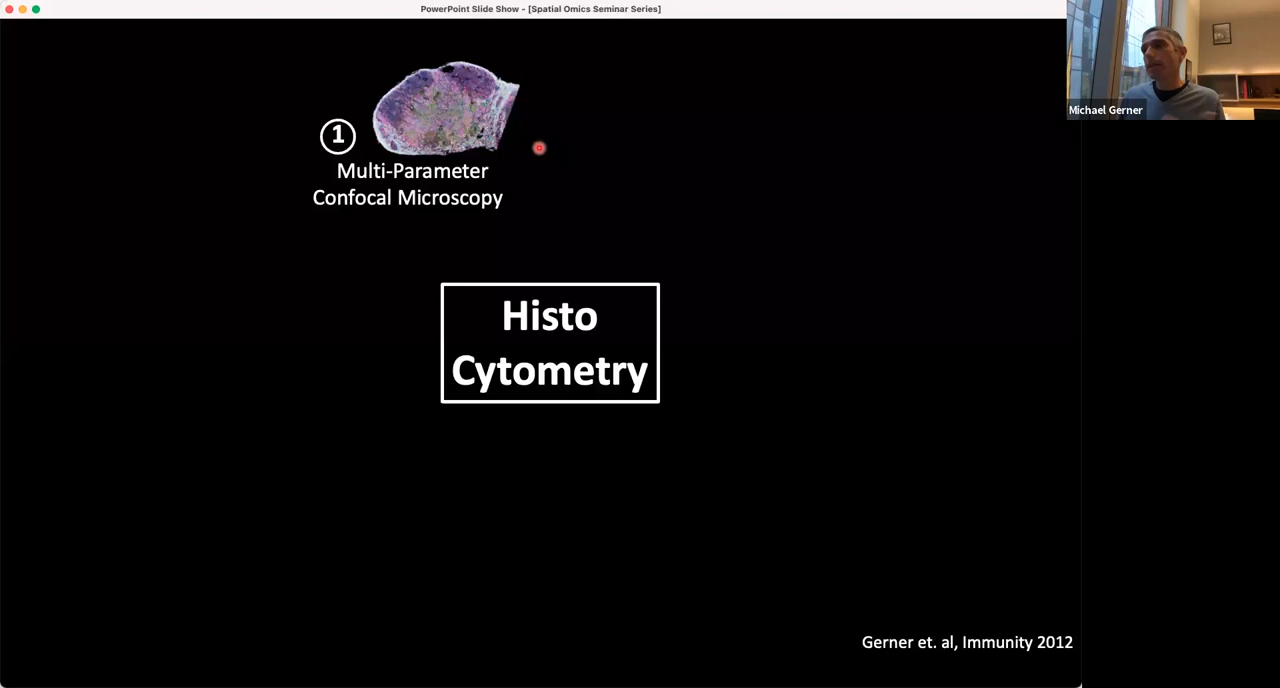 PowerPoint Slide Show - [Spatial Omics Seminar Series]
Michael Gerner
1
Multi-Parameter
Confocal Microscopy
Histo
Cytometry
Gerner et. al, Immunity 2012